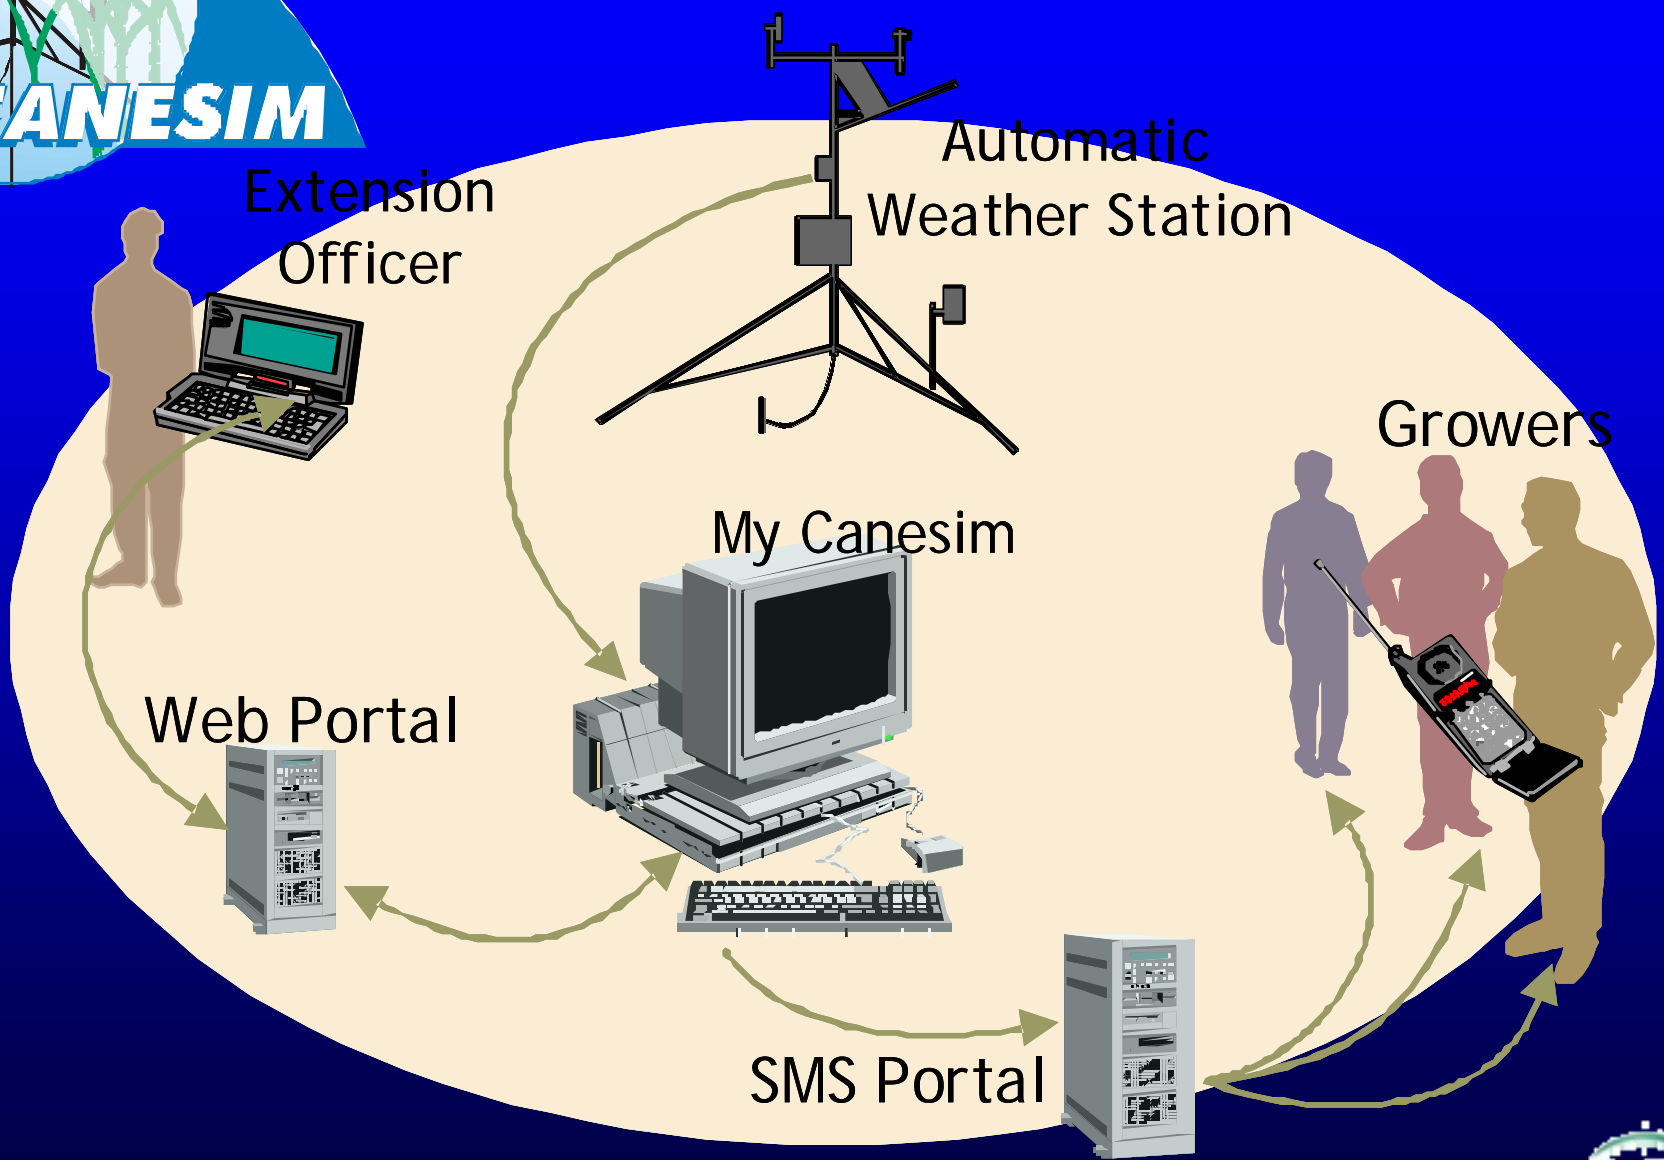 CANESIM
Automatic
Weather Station
Extension
Officer
Growers
My Canesim
Web Portal
SMS Portal